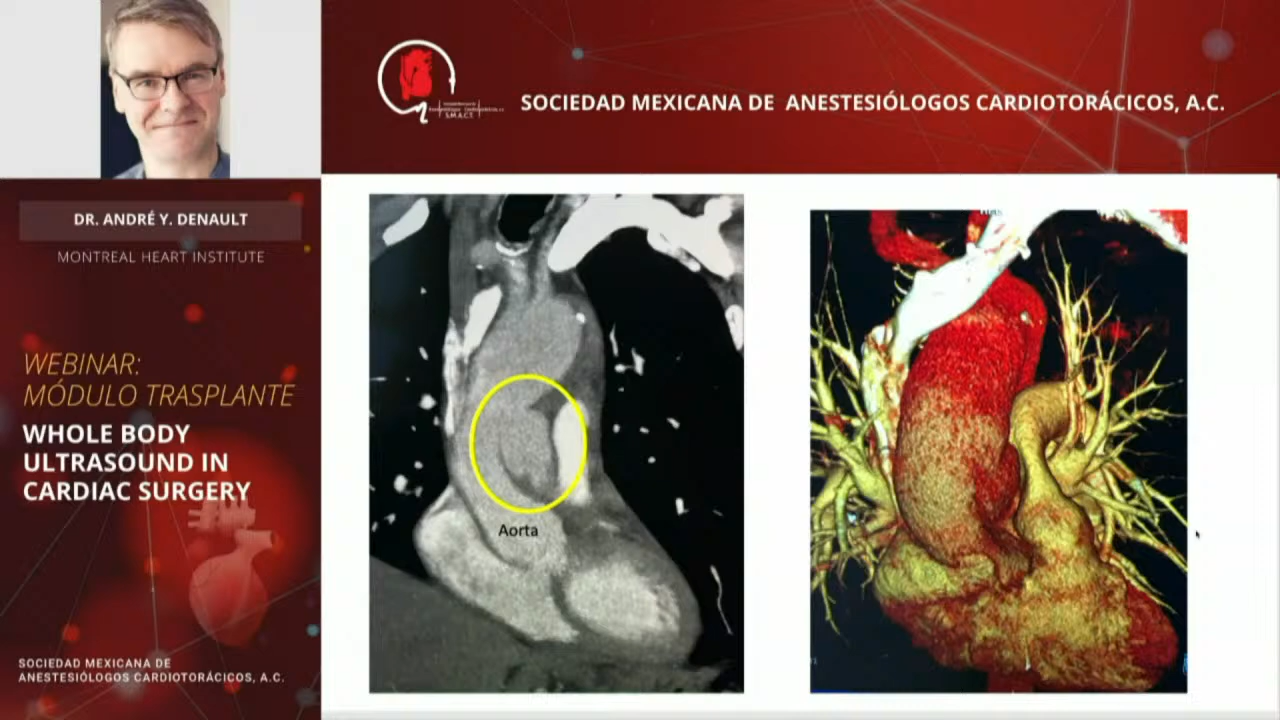 SOCIEDAD MEXICANA DE ANESTESIÓLOGOS CARDIOTORÁCICOS, A.C.
S.M.A.C.T.
DR. ANDRÉ Y. DENAULT
MONTREAL HEART INSTITUTE
WEBINAR:
MÓDULO TRASPLANTE
WHOLE BODY
ULTRASOUND IN
CARDIAC SURGERY
SOCIEDAD MEXICANA DE
ANESTESIÓLOGOS CARDIOTORÁCICOS, A.C.
Aorta